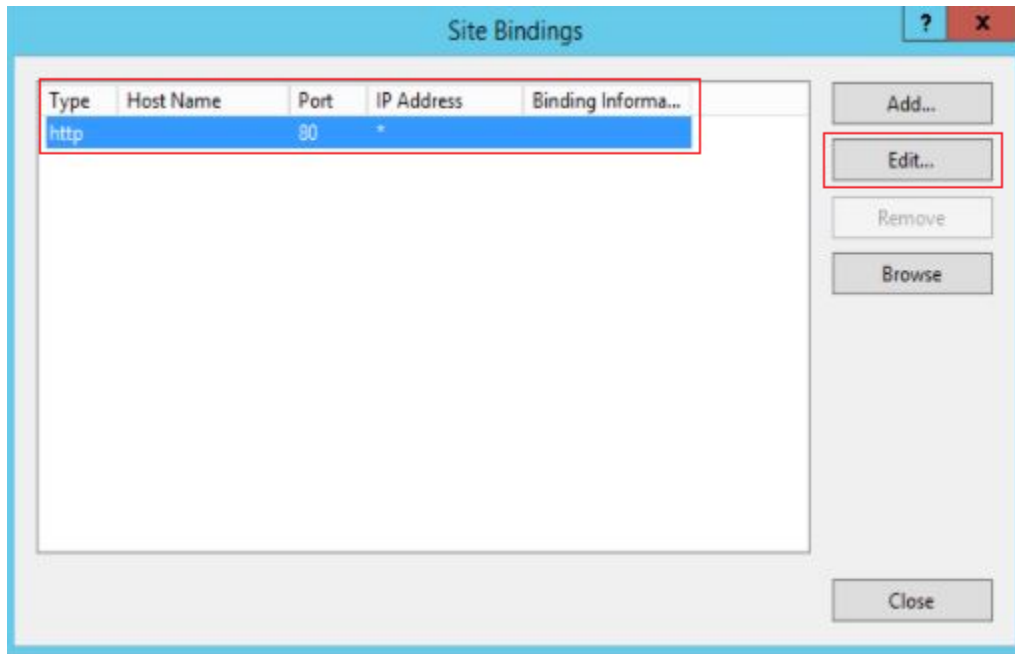 Site Bindings
? x
Type Host Name Port IP Address Binding Informa...
http 80 *
Add...
Edit...
Remove
Browse
Close